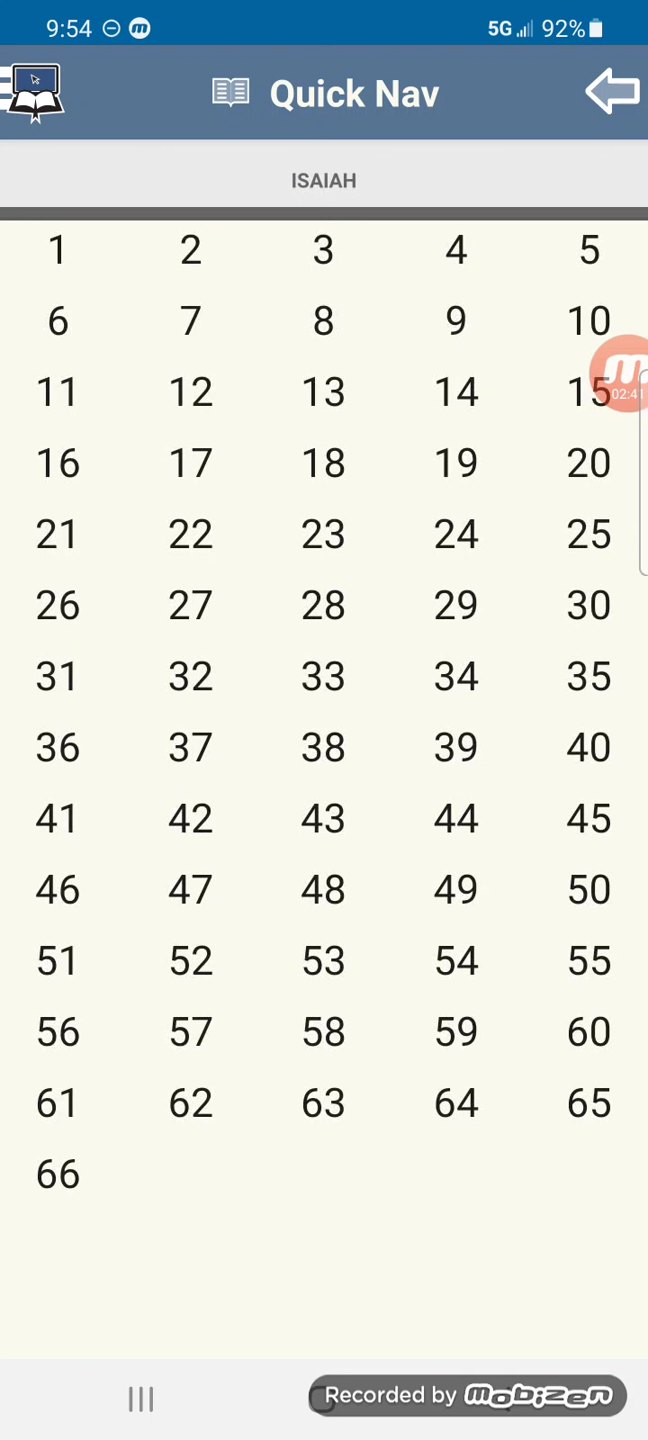 9:54 5G 92%
Quick Nav
ISAIAH
1 2 3 4 5
6 7 8 9 10
11 12 13 14 15
02:41
16 17 18 19 20
21 22 23 24 25
26 27 28 29 30
31 32 33 34 35
36 37 38 39 40
41 42 43 44 45
46 47 48 49 50
51 52 53 54 55
56 57 58 59 60
61 62 63 64 65
66
Recorded by mobizen